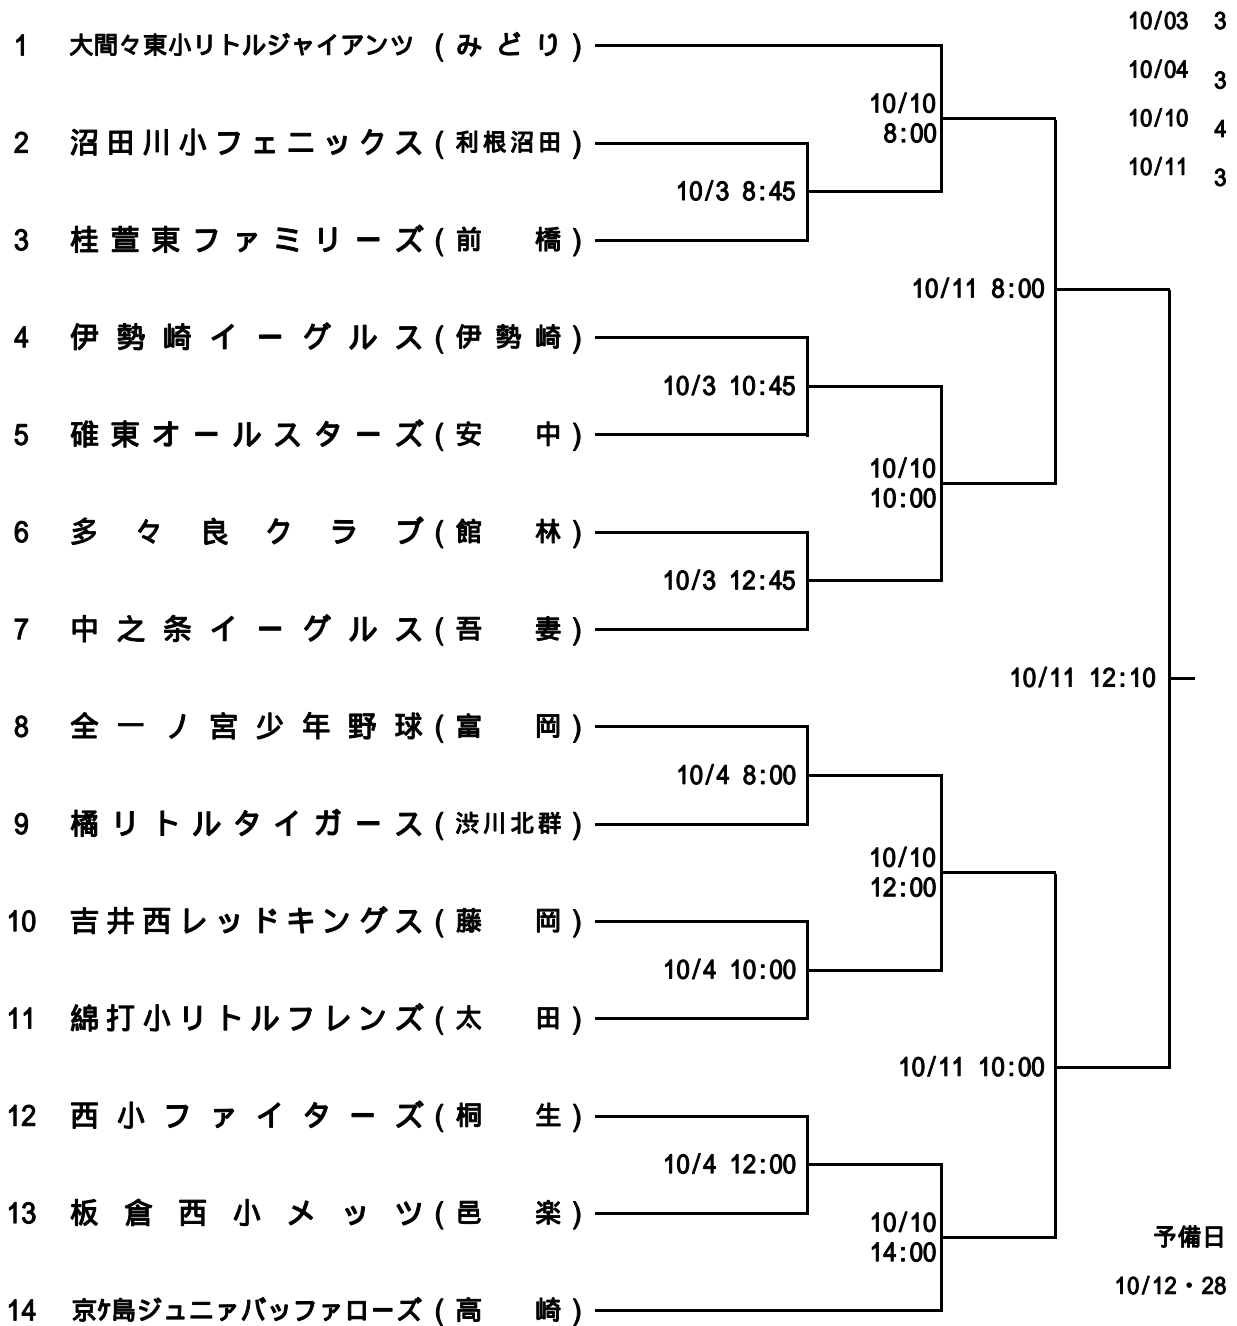 10/03 3
1 大間々東小リトルジャイアンツ (みどり)
10/04 3
10/10
8:00
10/10 4
2 沼田川小フェニックス (利根沼田)
10/11 3
10/3 8:45
3 桂萱東ファミリーズ (前橋)
10/11 8:00
4 伊勢崎イーグルス (伊勢崎)
10/3 10:45
5 碓東オールスターズ (安中)
10/10
10:00
6 多々良クラブ (館林)
10/3 12:45
7 中之条イーグルス (吾妻)
10/11 12:10
8 全一ノ宮少年野球 (富岡)
10/4 8:00
9 橘リトルタイガース (渋川北群)
10/10
12:00
10 吉井西レッドキングス (藤岡)
10/4 10:00
11 綿打小リトルフレンズ (太田)
10/11 10:00
12 西小ファイターズ (桐生)
10/4 12:00
13 板倉西小メッツ (邑楽)
10/10
14:00
予備日
10/12・28
14 京ケ島ジュニァバッファローズ (高崎)